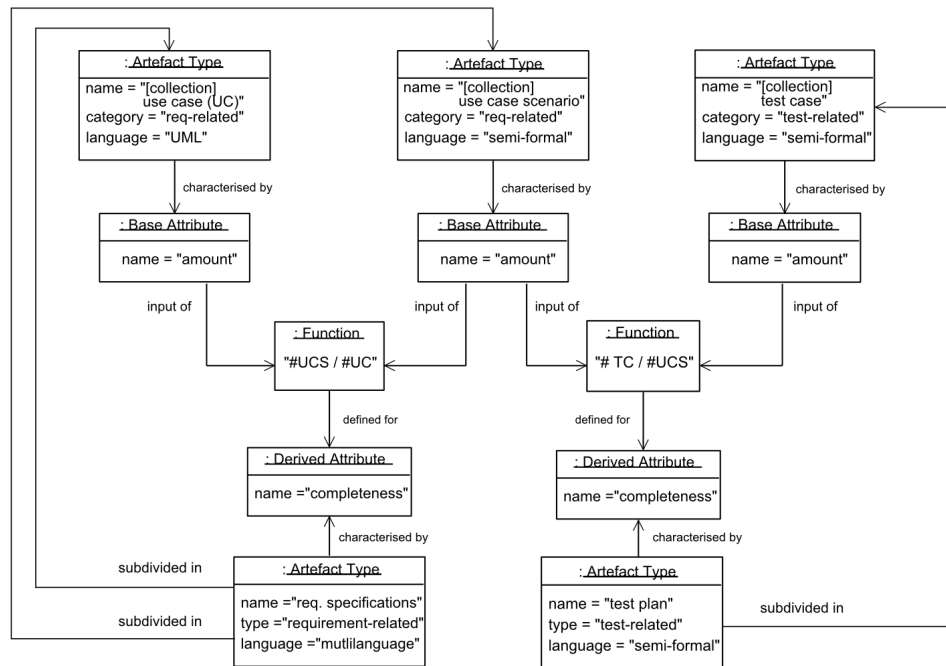 : Artefact Type
name = "[collection]
use case (UC)"
category = "req-related"
language = "UML"
: Artefact Type
name = "[collection]
use case scenario"
category = "req-related"
language = "semi-formal"
: Artefact Type
name = "[collection]
test case"
category = "test-related"
language = "semi-formal"
characterised by
characterised by
characterised by
: Base Attribute
name = "amount"
: Base Attribute
name = "amount"
: Base Attribute
name = "amount"
input of
input of
input of
input of
: Function
"#UCS / #UC"
: Function
"# TC / #UCS"
defined for
defined for
: Derived Attribute
name ="completeness"
: Derived Attribute
name ="completeness"
characterised by
characterised by
subdivided in
subdivided in
: Artefact Type
name ="req. specifications"
type ="requirement-related"
language ="mutlilanguage"
: Artefact Type
name = "test plan"
type = "test-related"
language = "semi-formal"
subdivided in